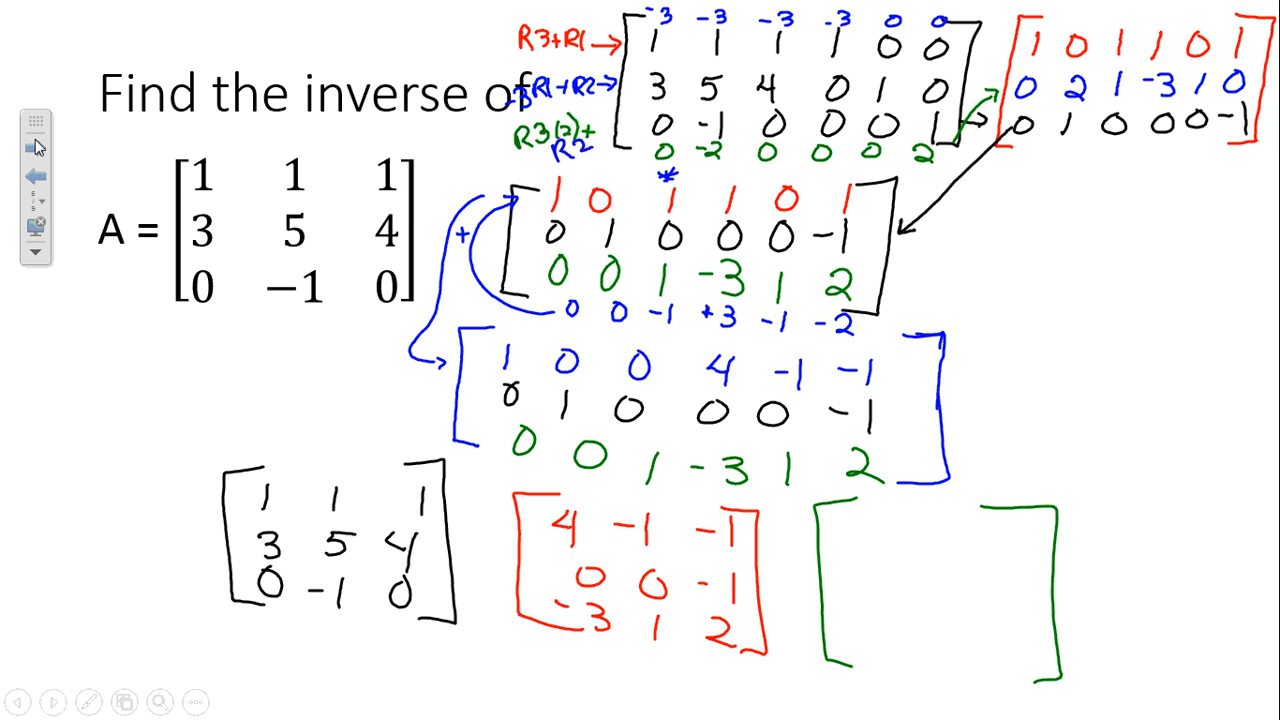 Find the inverse of
A = [1 1 1
3 5 4
0 −1 0]
-3 -3 -3 -3 0 0
R3+R1 → 1 1 1 1 0 0
-3R1+R2 → 3 5 4 0 1 0
0 -1 0 0 0 1
R3(2)+R2
0 -2 0 0 0 2
1 0 1 1 0 1
0 2 1 -3 1 0
0 1 0 0 0 -1
*
1 0 1 1 0 1
+ 0 1 0 0 0 -1
0 0 1 -3 1 2
0 0 -1 +3 -1 -2
1 0 0 4 -1 -1
0 1 0 0 0 -1
0 0 1 -3 1 2
1 1 1
3 5 4
0 -1 0
4 -1 -1
0 0 -1
-3 1 2